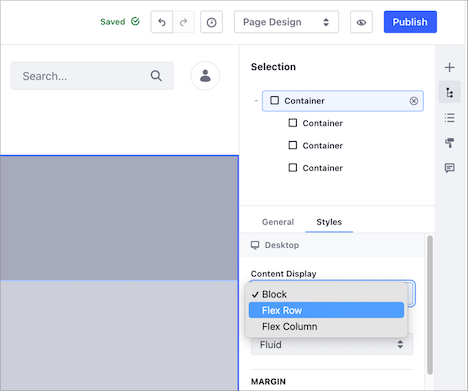 Saved
Page Design
Publish
Search...
Selection
Container
Container
Container
Container
General
Styles
Desktop
Content Display
✓ Block
Flex Row
Flex Column
Fluid
MARGIN